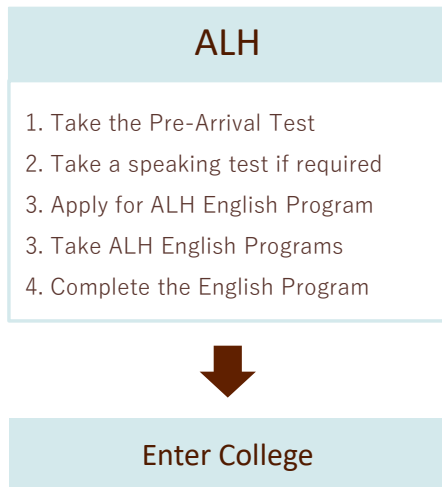 ALH
1. Take the Pre-Arrival Test
2. Take a speaking test if required
3. Apply for ALH English Program
3. Take ALH English Programs
4. Complete the English Program
Enter College